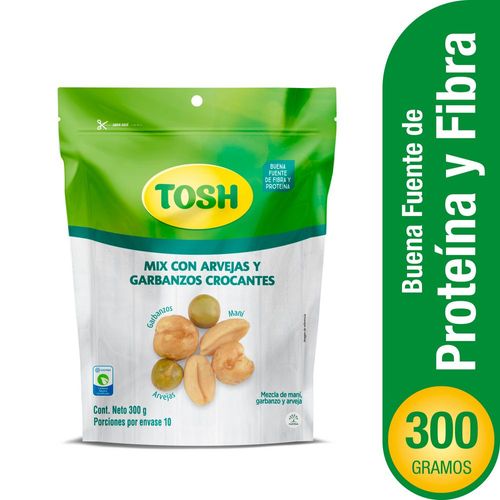 BUENA
FUENTE
DE FIBRA Y
PROTEÍNA
TOSH
MIX CON ARVEJAS Y
GARBANZOS CROCANTES
Garbanzos
Maní
Arvejas
Mezcla de maní,
garbanzo y arveja
Cont. Neto 300 g
Porciones por envase 10
Buena Fuente de
Proteína y Fibra
300
GRAMOS